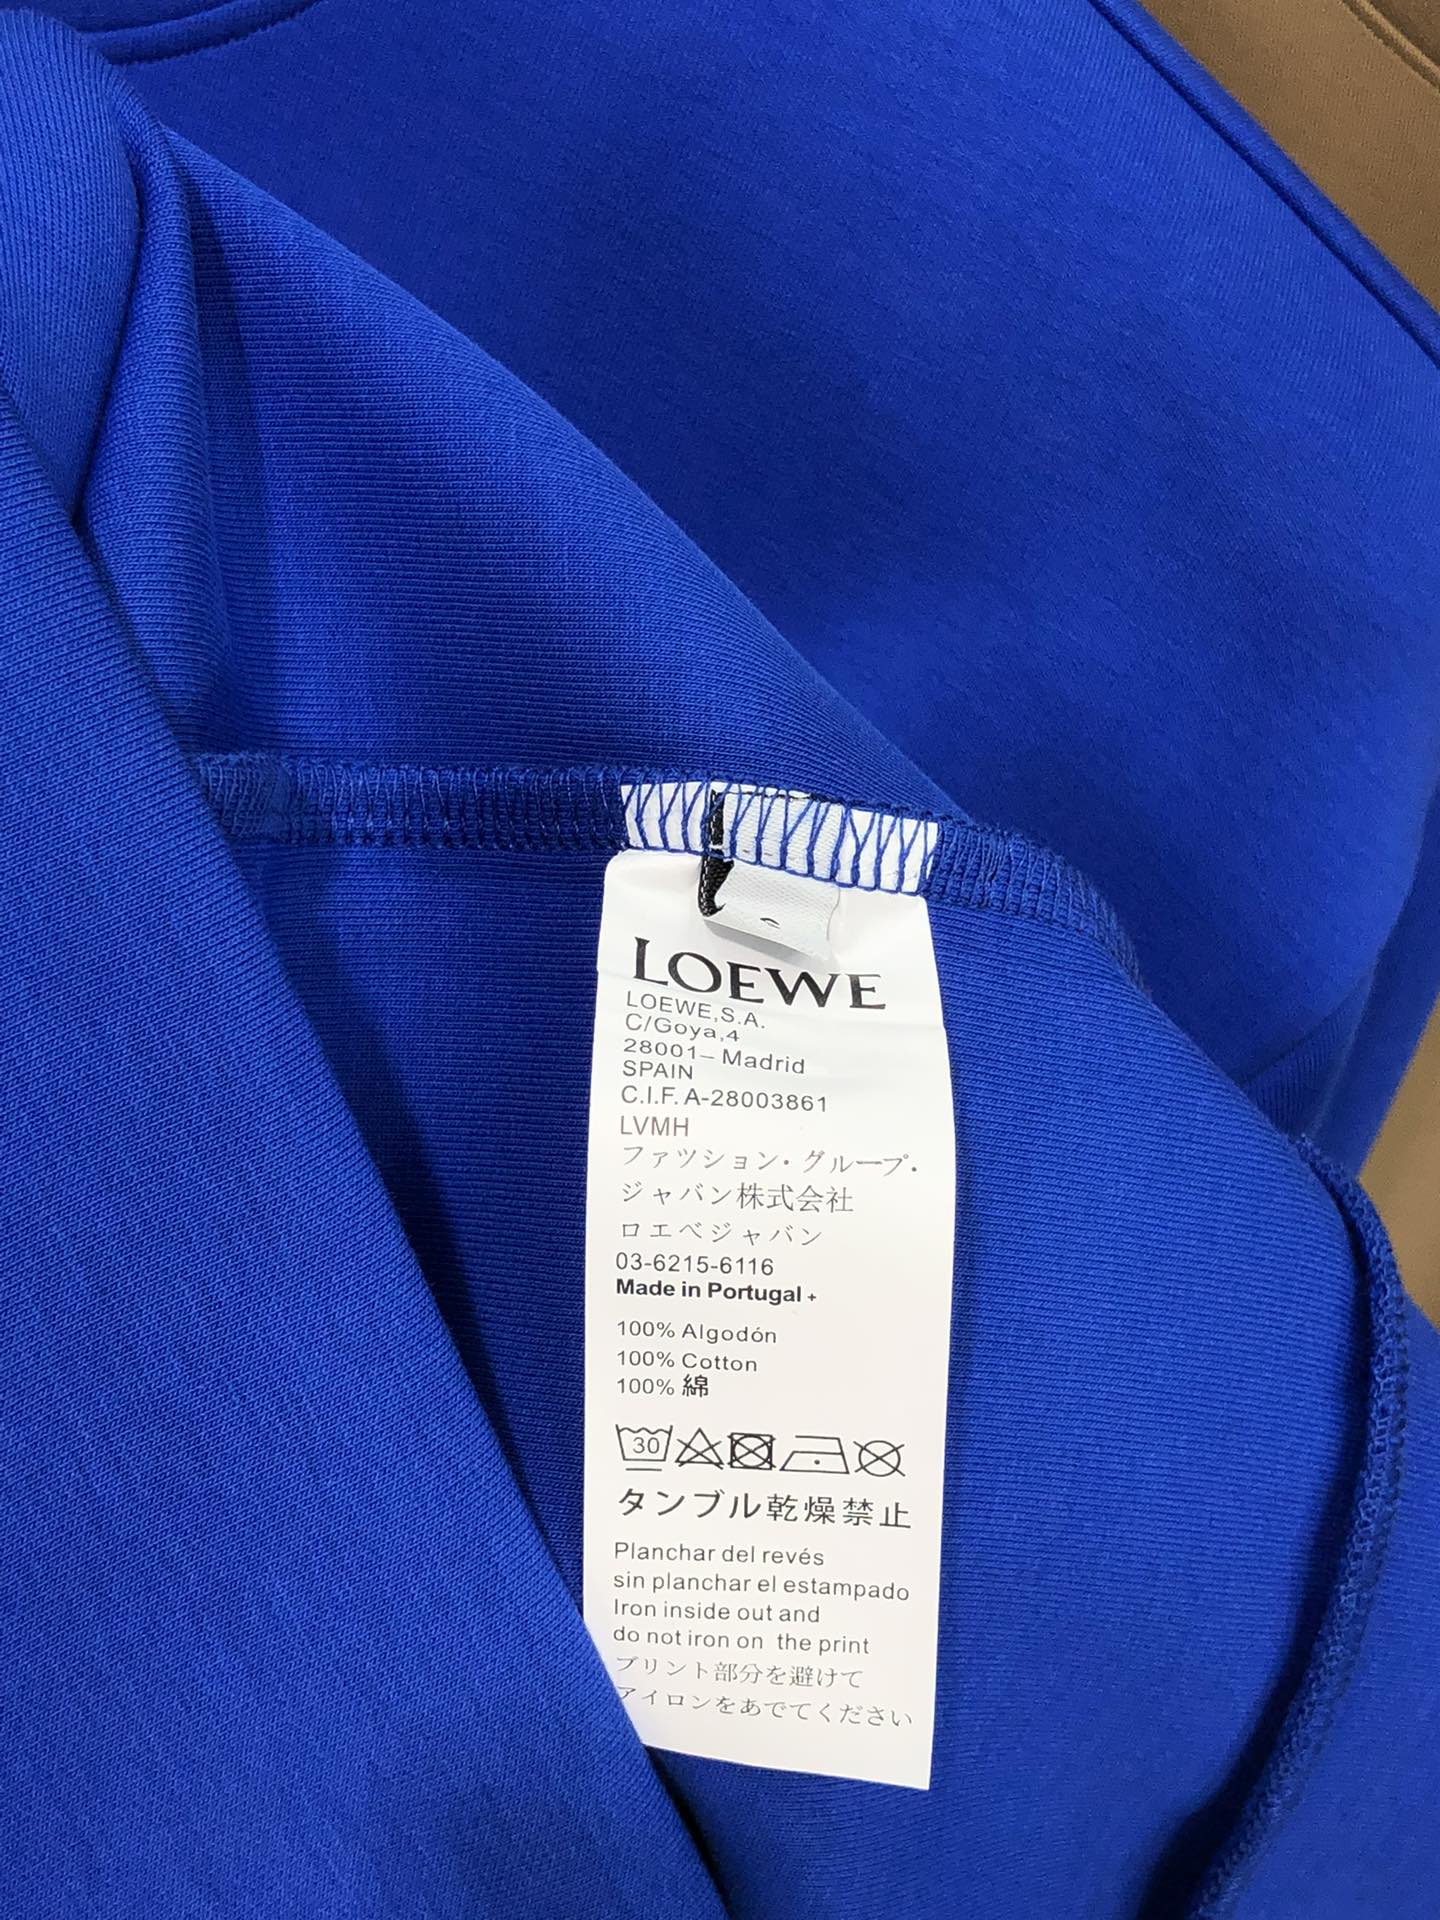 LOEWE
LOEWE,S.A.
C/Goya,4
28001– Madrid
SPAIN
C.I.F. A-28003861
LVMH
ファツション・グループ・
ジャバン株式会社
ロエベジャバン
03-6215-6116
Made in Portugal +
100% Algodón
100% Cotton
100% 綿
30
タンブル乾燥禁止
Planchar del revés
sin planchar el estampado
Iron inside out and
do not iron on the print
プリント部分を避けて
アイロンをあでてください